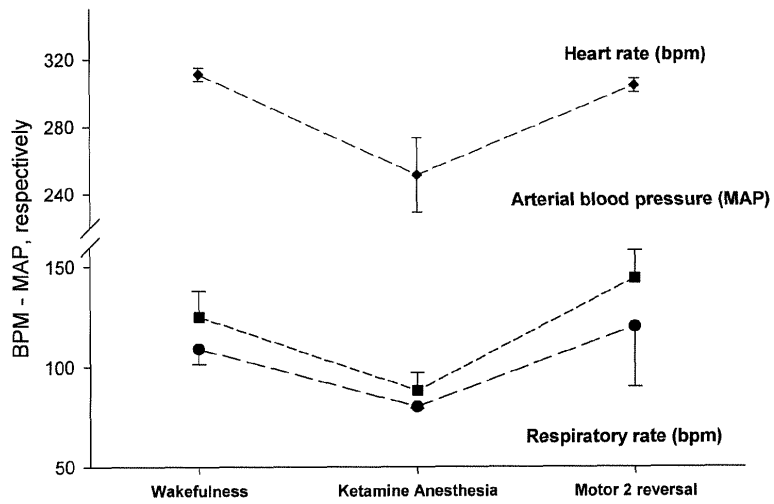 BPM - MAP, respectively
320
280
240
150
100
50
Heart rate (bpm)
Arterial blood pressure (MAP)
Respiratory rate (bpm)
Wakefulness
Ketamine Anesthesia
Motor 2 reversal